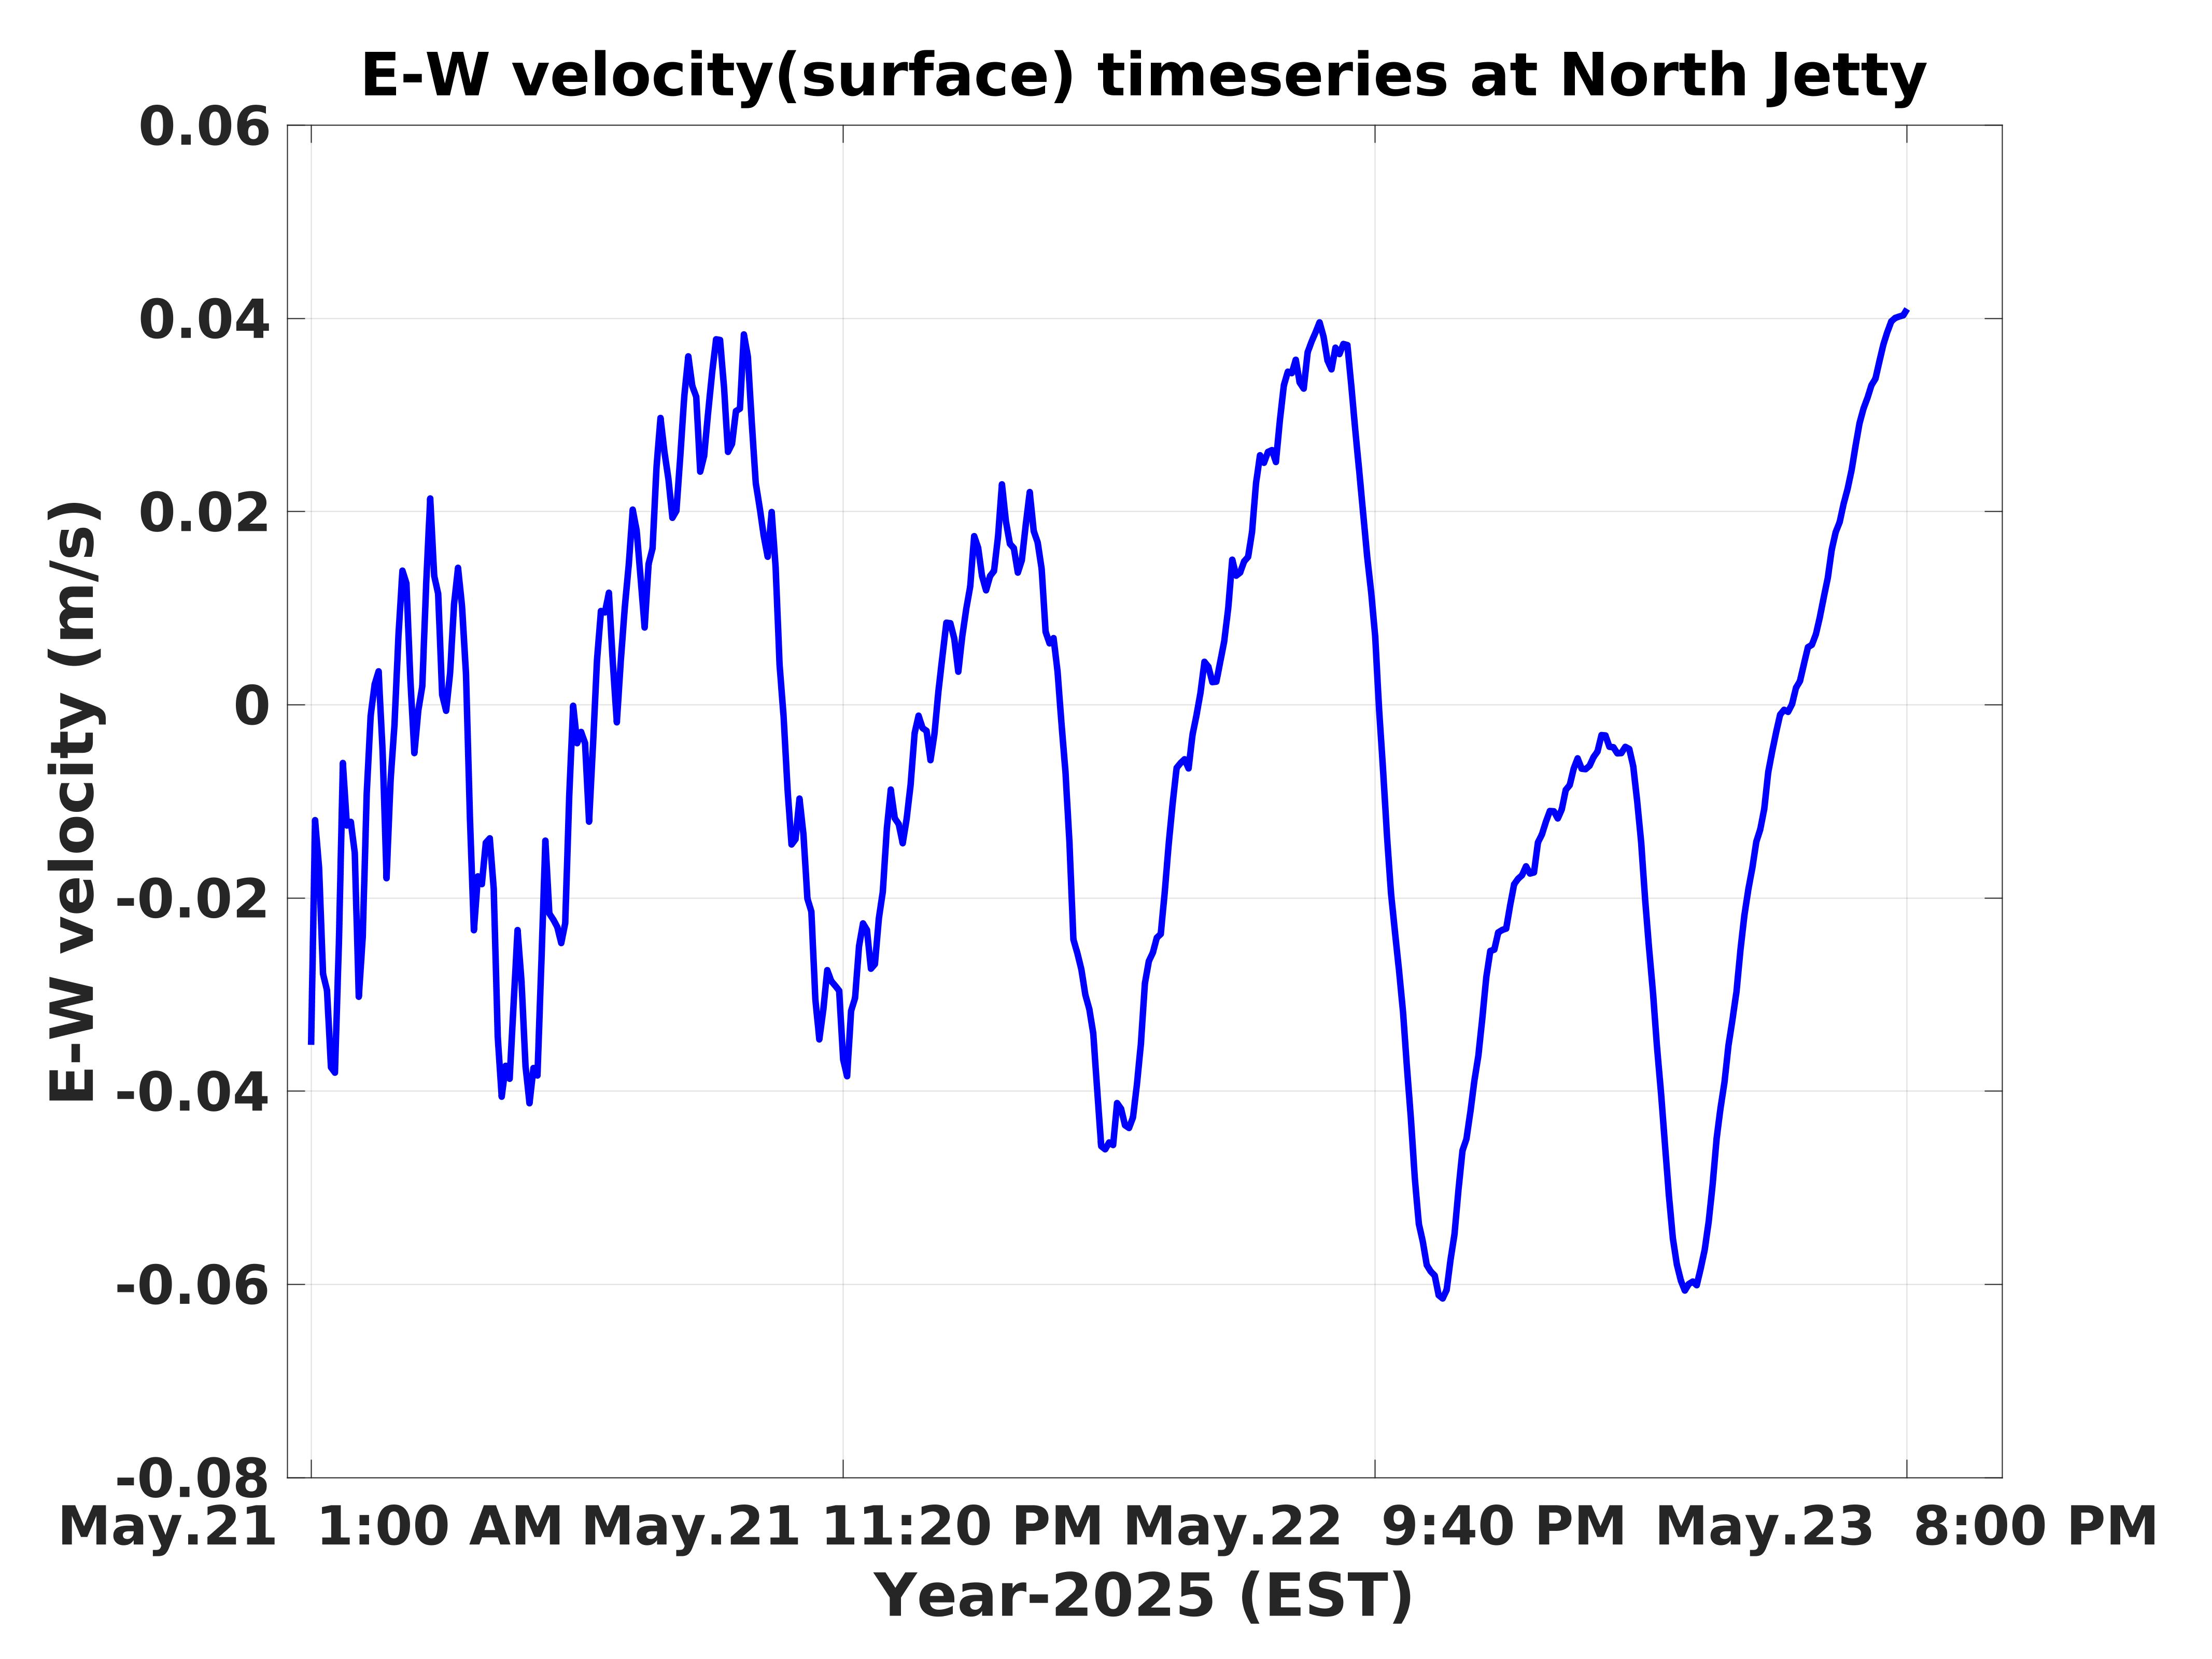 E-W velocity(surface) timeseries at North Jetty
0.06
0.04
0.02
0
-0.02
-0.04
-0.06
-0.08
E-W velocity (m/s)
May.21 1:00 AM May.21 11:20 PM May.22 9:40 PM May.23 8:00 PM
Year-2025 (EST)